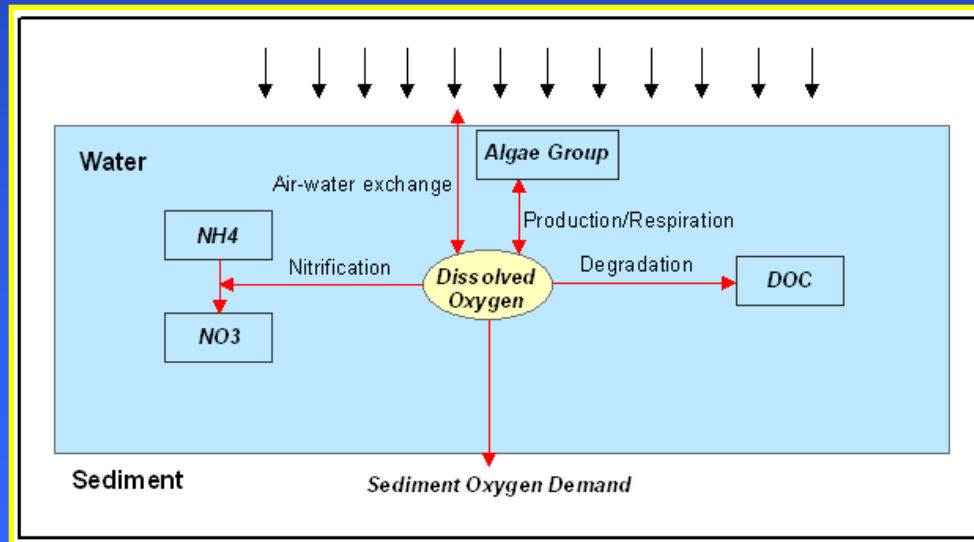 Water
Algae Group
Air-water exchange
Production/Respiration
NH4
Nitrification
Dissolved
Oxygen
Degradation
DOC
NO3
Sediment
Sediment Oxygen Demand